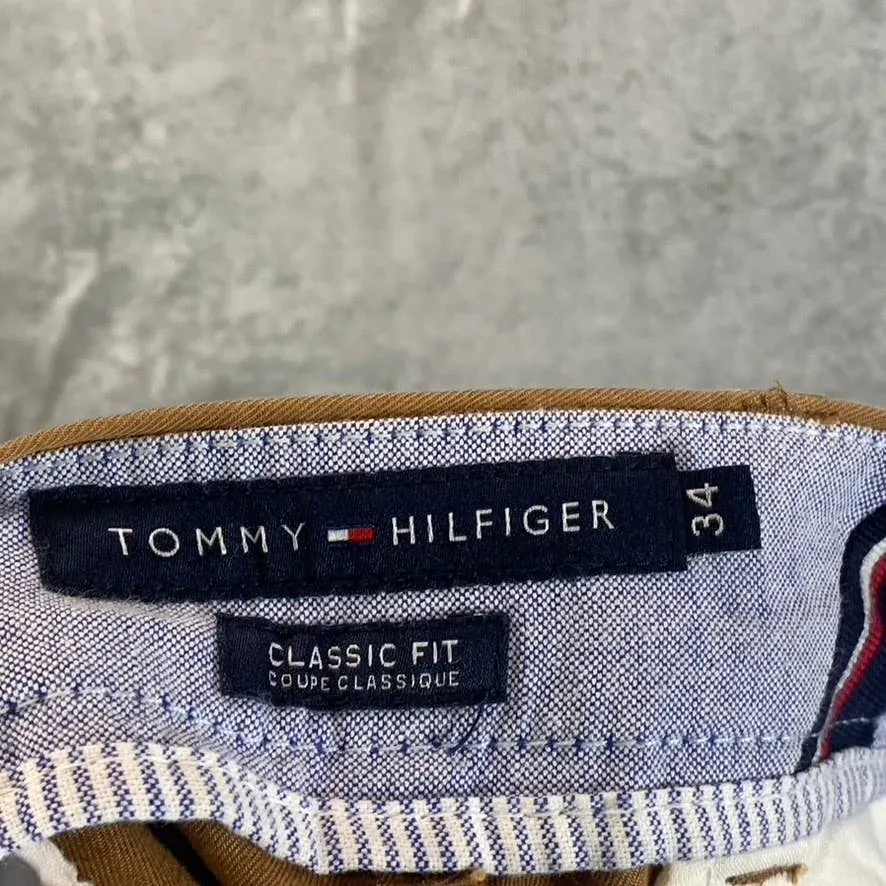 TOMMY HILFIGER
34
CLASSIC FIT
COUPE CLASSIQUE